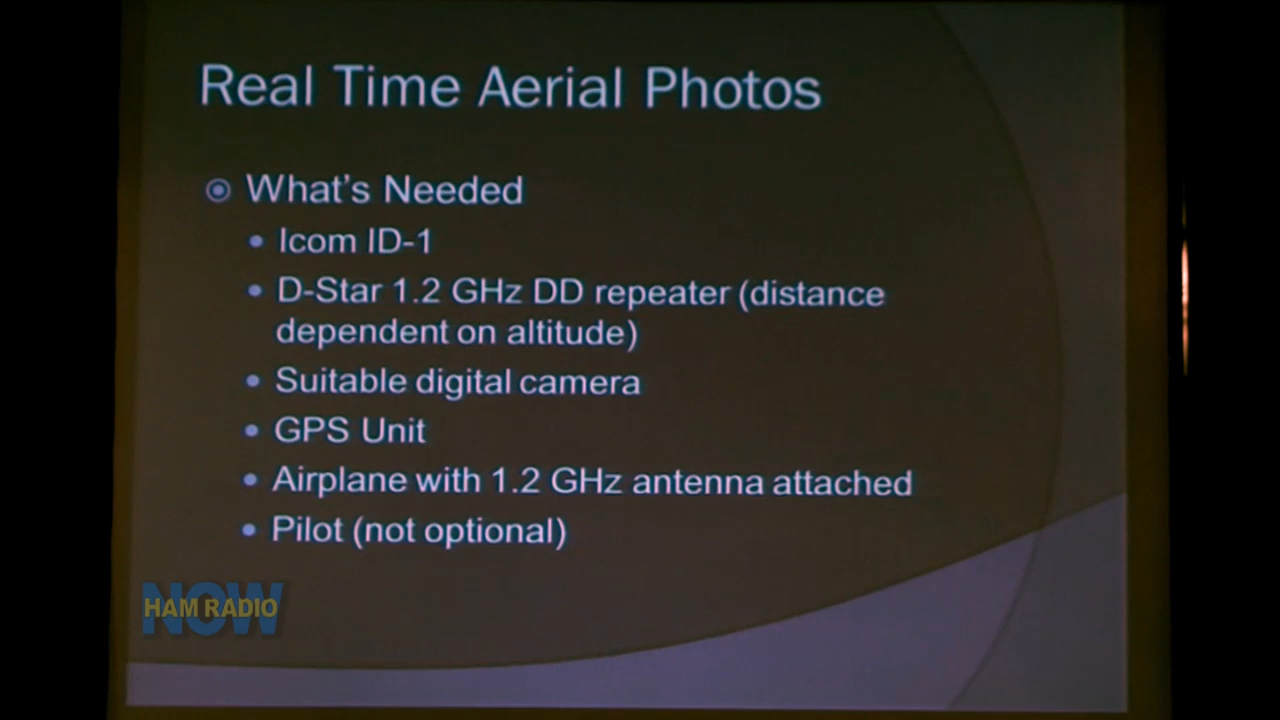 Real Time Aerial Photos
What's Needed
Icom ID-1
D-Star 1.2 GHz DD repeater (distance
dependent on altitude)
Suitable digital camera
GPS Unit
Airplane with 1.2 GHz antenna attached
Pilot (not optional)
NOW
HAM RADIO